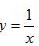 y = 1/x